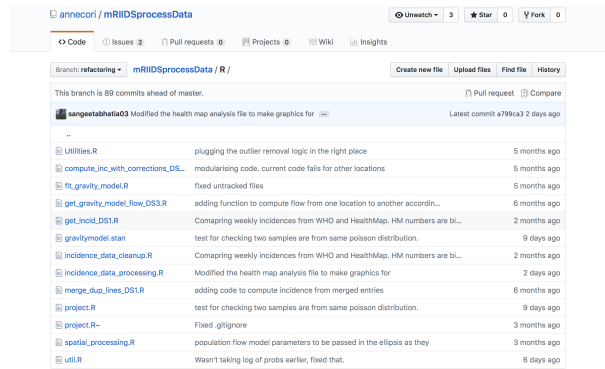 annecori / mRIIDSprocessData
Unwatch 3 Star 0 Fork 0
Code Issues 2 Pull requests 0 Projects 0 Wiki Insights
Branch: refactoring mRIIDSprocessData / R / Create new file Upload files Find file History
This branch is 89 commits ahead of master. Pull request Compare
sangeetabhatia03 Modified the health map analysis file to make graphics for ... Latest commit a799ca3 2 days ago
..
Utilities.R plugging the outlier removal logic in the right place 5 months ago
compute_inc_with_corrections_DS... modularising code. current code fails for other locations 5 months ago
fit_gravity_model.R fixed untracked files 5 months ago
get_gravity_model_flow_DS3.R adding function to compute flow from one location to another accordin... 6 months ago
get_incid_DS1.R Comapring weekly incidences from WHO and HealthMap. HM numbers are bi... 2 months ago
gravitymodel.stan test for checking two samples are from same poisson distribution. 9 days ago
incidence_data_cleanup.R Comapring weekly incidences from WHO and HealthMap. HM numbers are bi... 2 months ago
incidence_data_processing.R Modified the health map analysis file to make graphics for 2 days ago
merge_dup_lines_DS1.R adding code to compute incidence from merged entries 6 months ago
project.R test for checking two samples are from same poisson distribution. 9 days ago
project.R~ Fixed .gitignore 3 months ago
spatial_processing.R population flow model parameters to be passed in the ellipsis as they 3 months ago
util.R Wasn't taking log of probs earlier, fixed that. 6 days ago